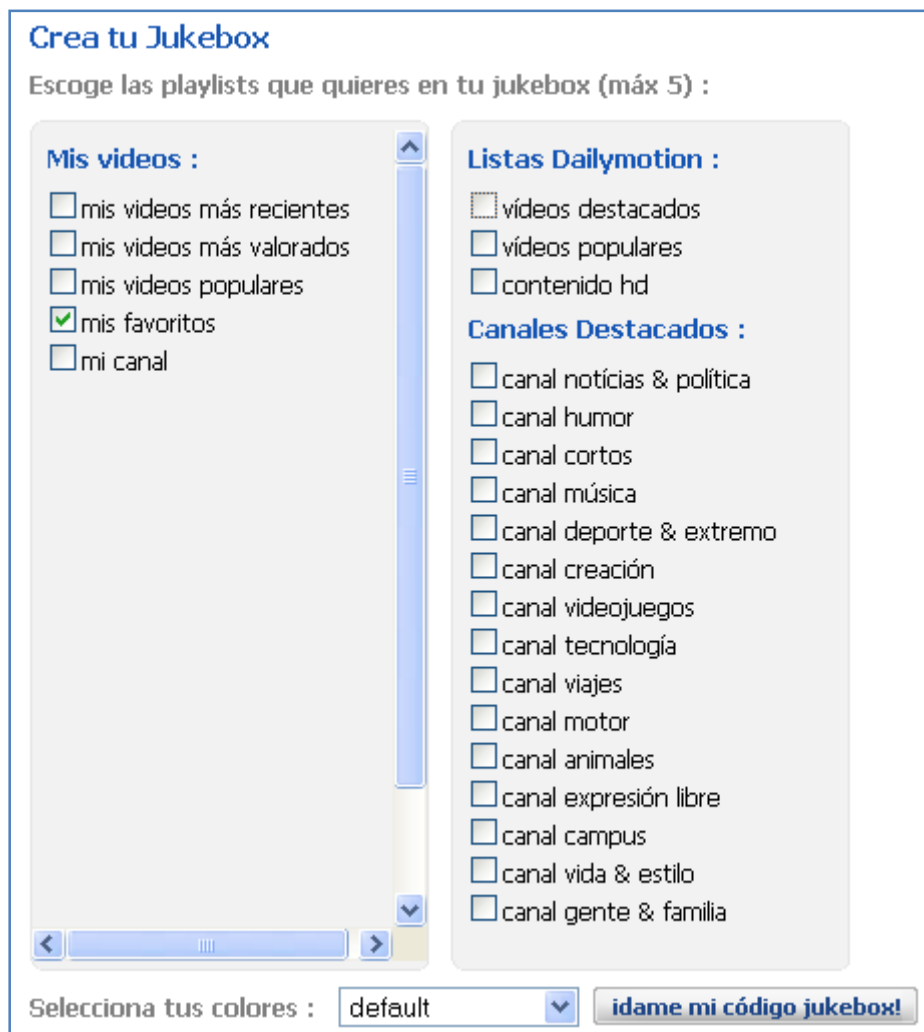 Crea tu Jukebox
Escoge las playlists que quieres en tu jukebox (máx 5) :
Mis videos :
mis videos más recientes
mis videos más valorados
mis videos populares
mis favoritos
mi canal
Listas Dailymotion :
vídeos destacados
vídeos populares
contenido hd
Canales Destacados :
canal notícias & política
canal humor
canal cortos
canal música
canal deporte & extremo
canal creación
canal videojuegos
canal tecnología
canal viajes
canal motor
canal animales
canal expresión libre
canal campus
canal vida & estilo
canal gente & familia
Selecciona tus colores : default ¡dame mi código jukebox!